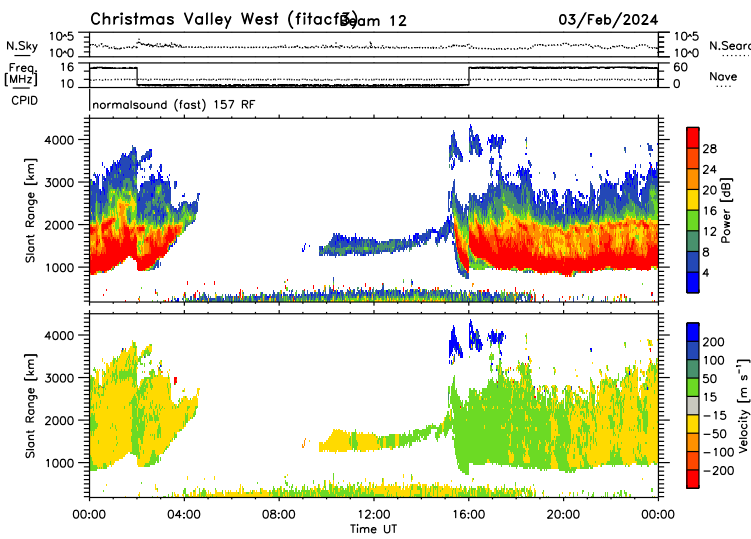 Christmas Valley West (fitacf3) Beam 12 03/Feb/2024
N.Sky 10^5 10^0 10^5 10^0 N.Searc
Freq. [MHz] 16 10 60 0 Nave
CPID normalsound (fast) 157 RF
Slant Range [km] 4000 3000 2000 1000
Power [dB] 28 24 20 16 12 8 4
Slant Range [km] 4000 3000 2000 1000
Velocity [m s⁻¹] 200 100 50 15 -15 -50 -100 -200
00:00 04:00 08:00 12:00 16:00 20:00 00:00
Time UT